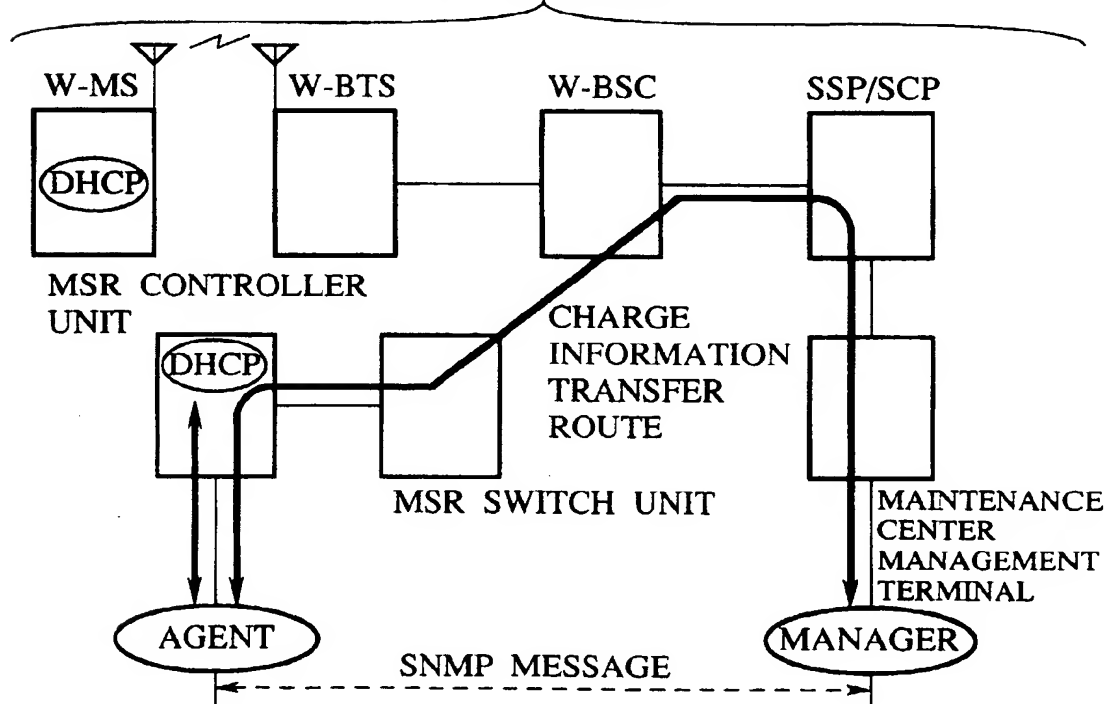 W-MS
W-BTS
W-BSC
SSP/SCP
DHCP
MSR CONTROLLER
UNIT
DHCP
CHARGE
INFORMATION
TRANSFER
ROUTE
MSR SWITCH UNIT
MAINTENANCE
CENTER
MANAGEMENT
TERMINAL
AGENT
MANAGER
SNMP MESSAGE